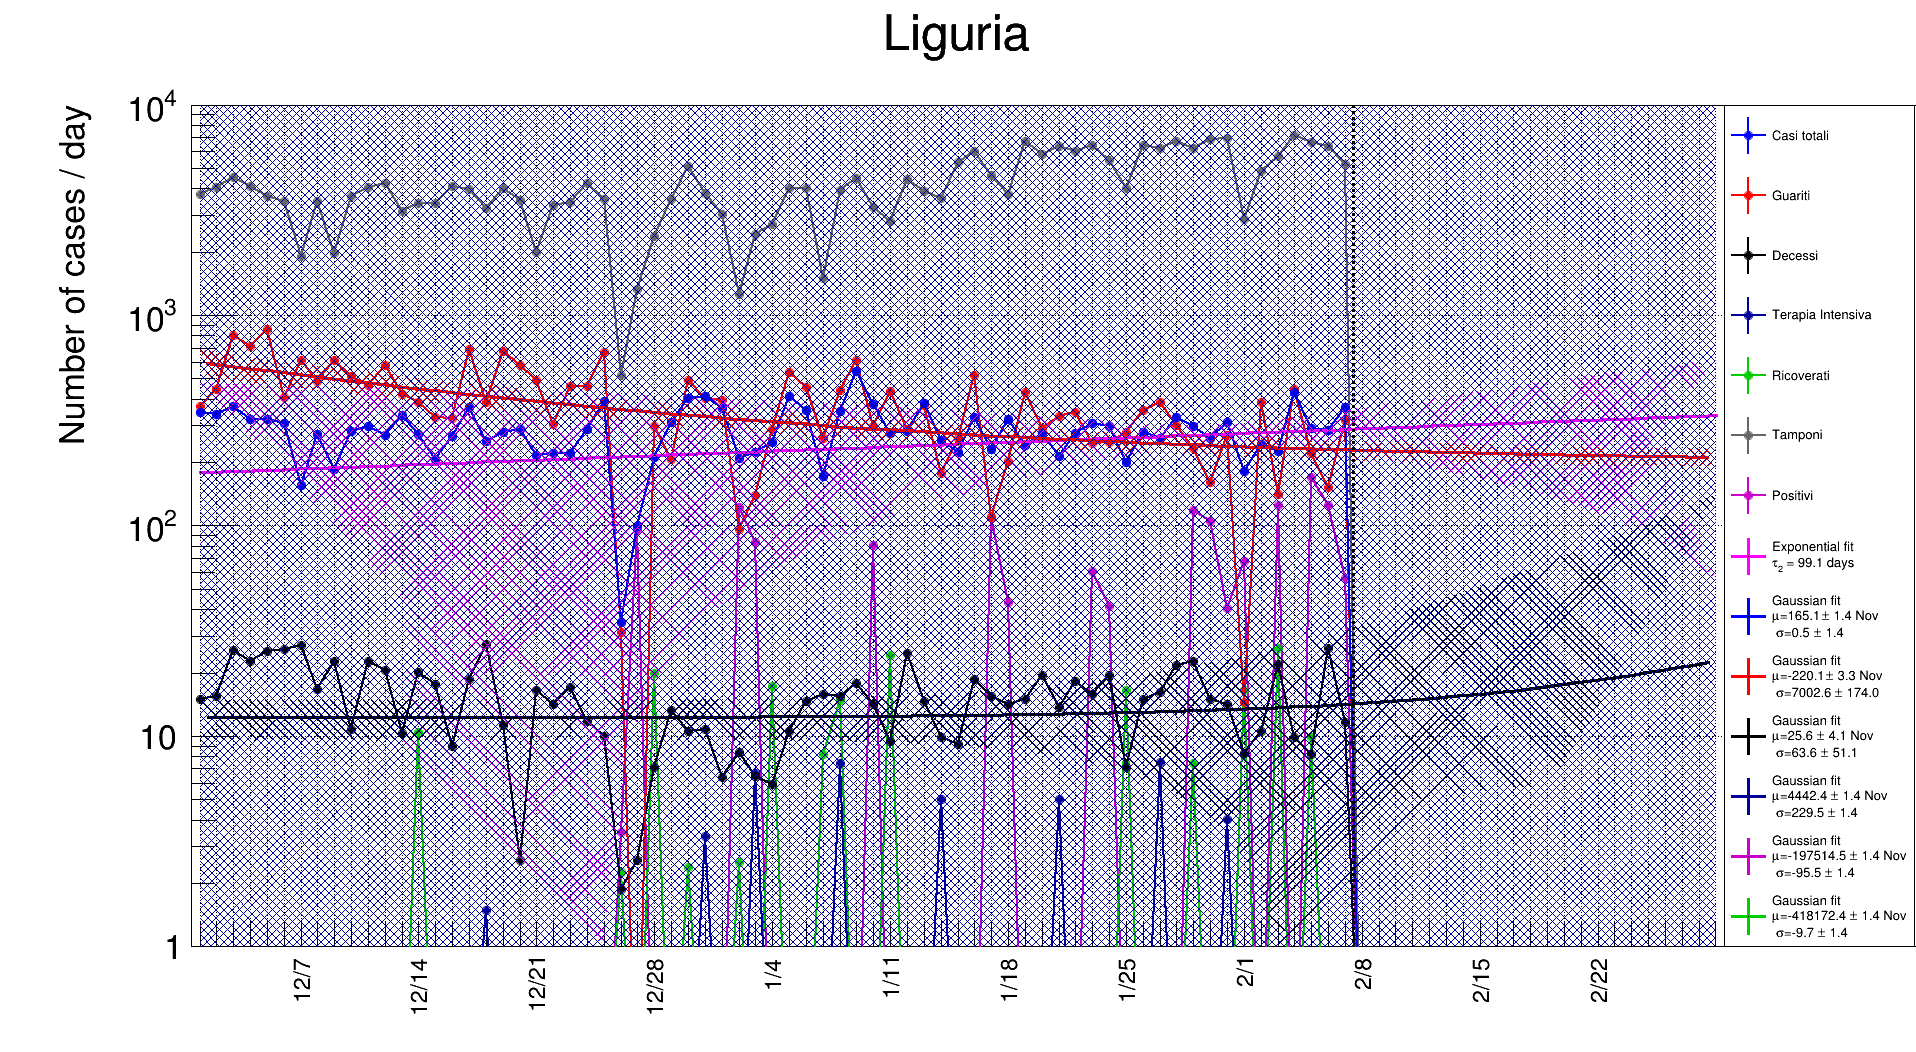 Liguria
Number of cases / day
10^4
10^3
10^2
10
1
12/7
12/14
12/21
12/28
1/4
1/11
1/18
1/25
2/1
2/8
2/15
2/22
Casi totali
Guariti
Decessi
Terapia Intensiva
Ricoverati
Tamponi
Positivi
Exponential fit
τ₂ = 99.1 days
Gaussian fit
μ=165.1± 1.4 Nov
σ=0.5 ± 1.4
Gaussian fit
μ=-220.1± 3.3 Nov
σ=7002.6 ± 174.0
Gaussian fit
μ=25.6 ± 4.1 Nov
σ=63.6 ± 51.1
Gaussian fit
μ=4442.4 ± 1.4 Nov
σ=229.5 ± 1.4
Gaussian fit
μ=-197514.5 ± 1.4 Nov
σ=-95.5 ± 1.4
Gaussian fit
μ=-418172.4 ± 1.4 Nov
σ=-9.7 ± 1.4